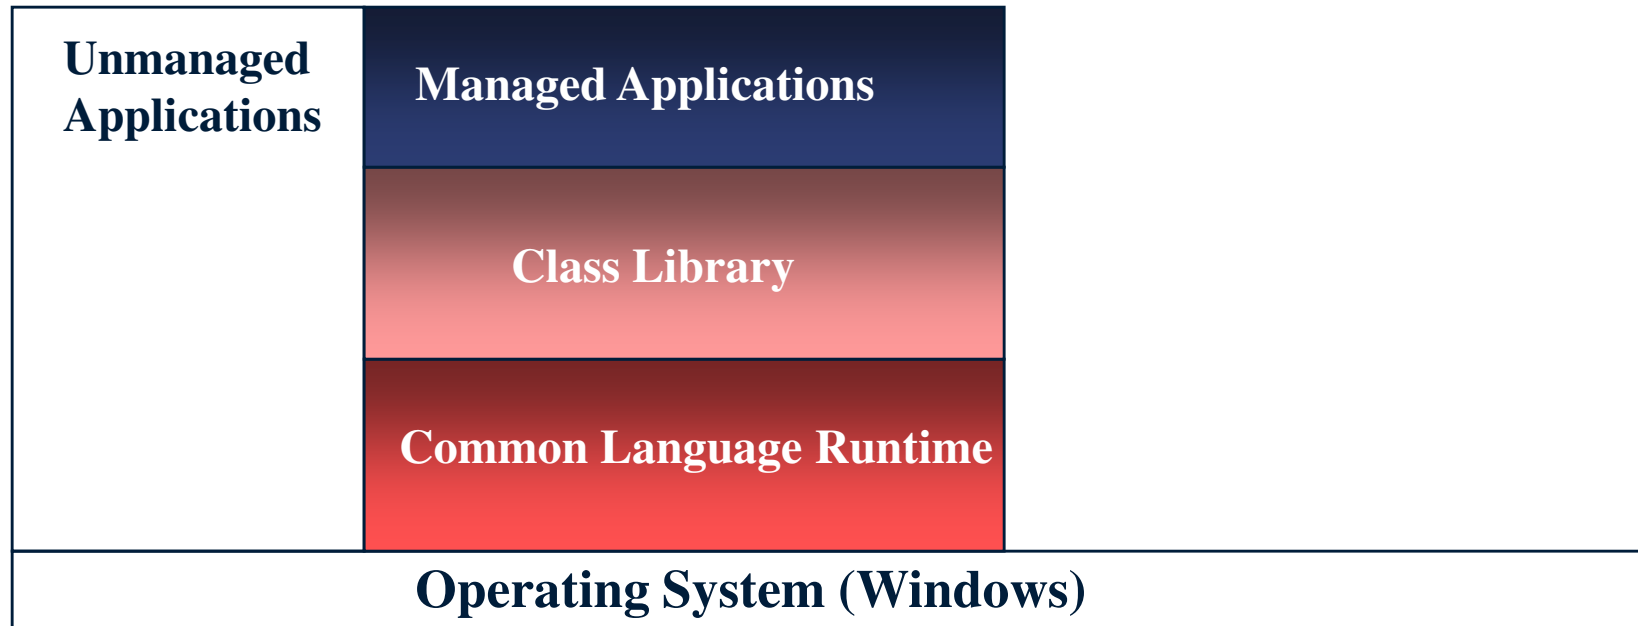 Unmanaged
Applications
Managed Applications
Class Library
Common Language Runtime
Operating System (Windows)